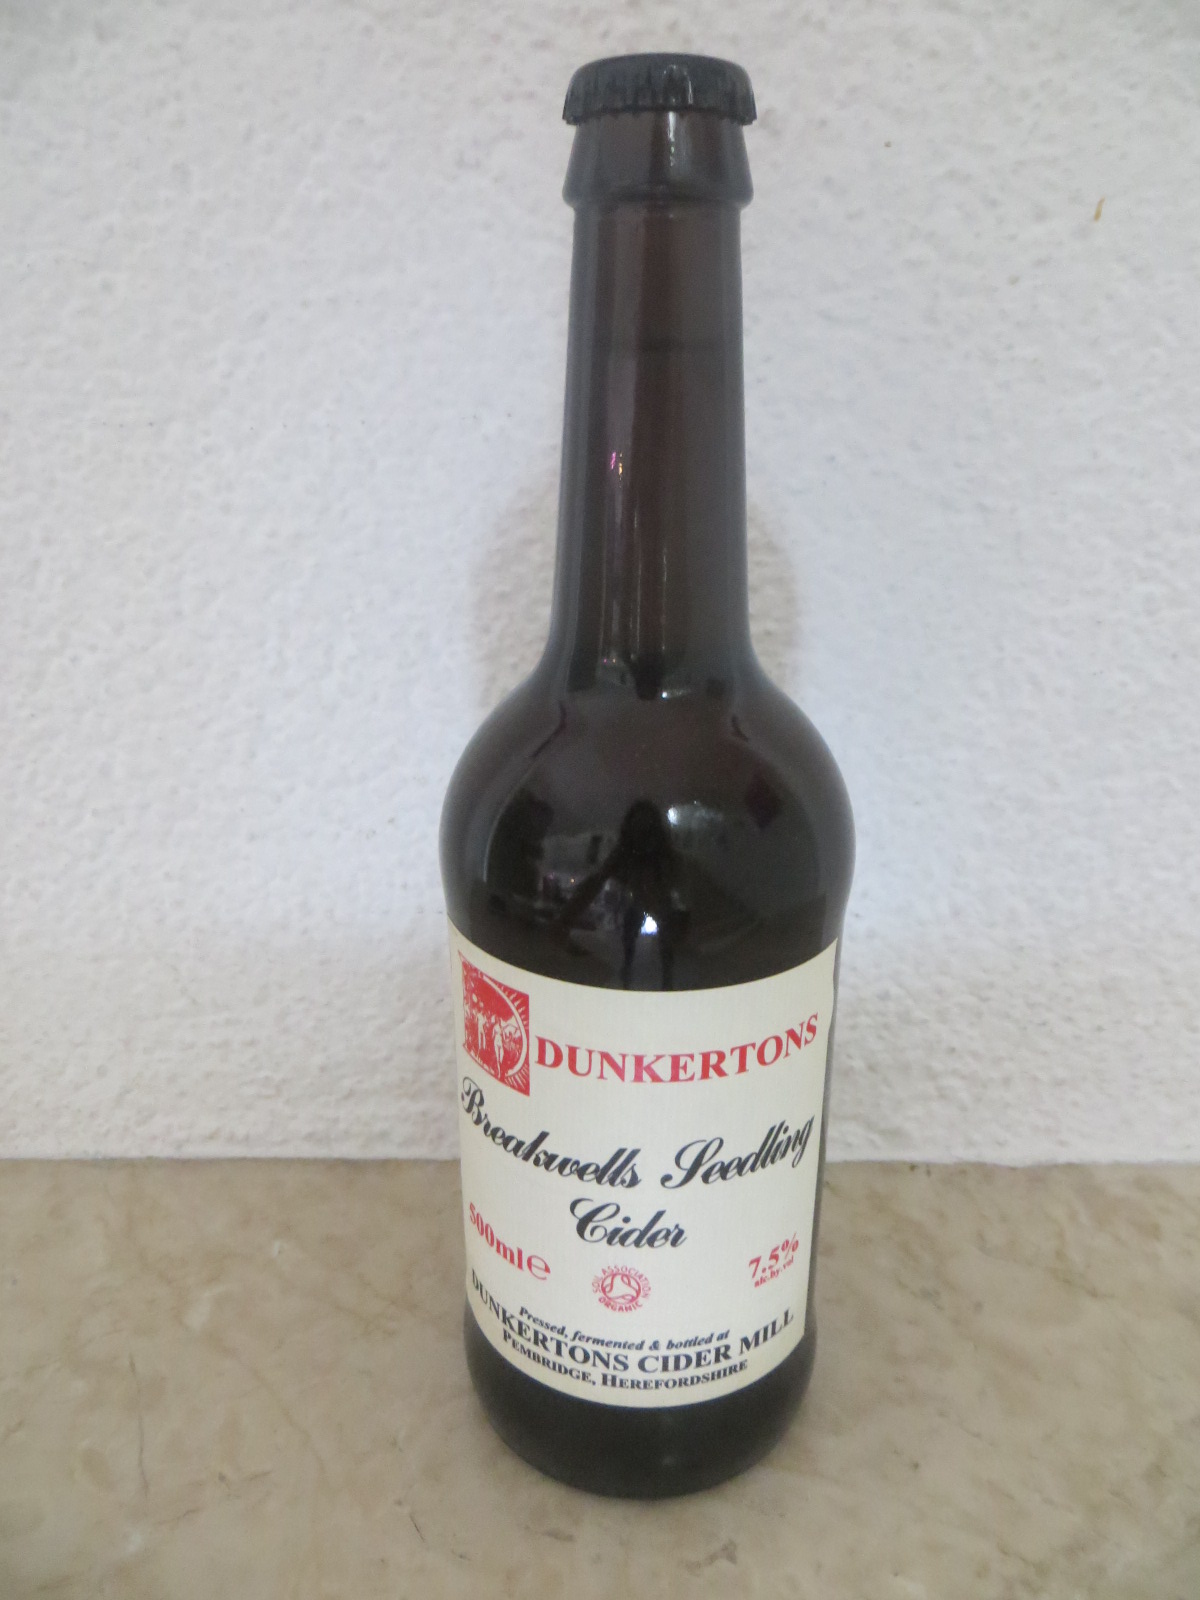 DUNKERTONS
Breakwells Seedling
Cider
500ml e
7.5%
alc.by.vol
SOIL ASSOCIATION
ORGANIC
Pressed, fermented & bottled at
DUNKERTONS CIDER MILL
PEMBRIDGE, HEREFORDSHIRE